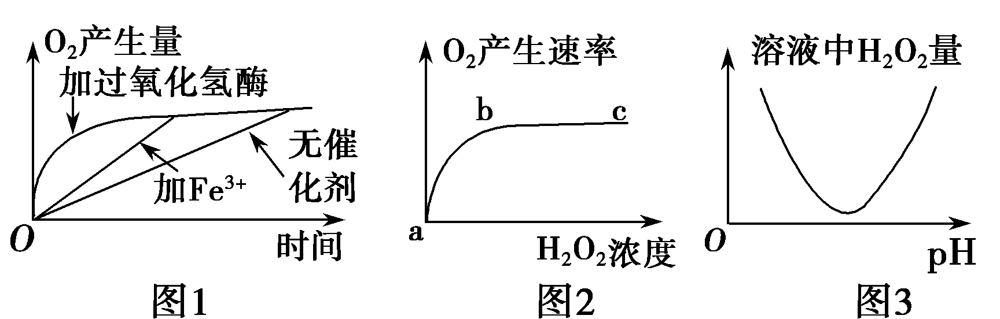 O₂产生量
加过氧化氢酶
加Fe³⁺
无催
化剂
O
时间
图1
O₂产生速率
b
c
a
H₂O₂浓度
图2
溶液中H₂O₂量
O
pH
图3